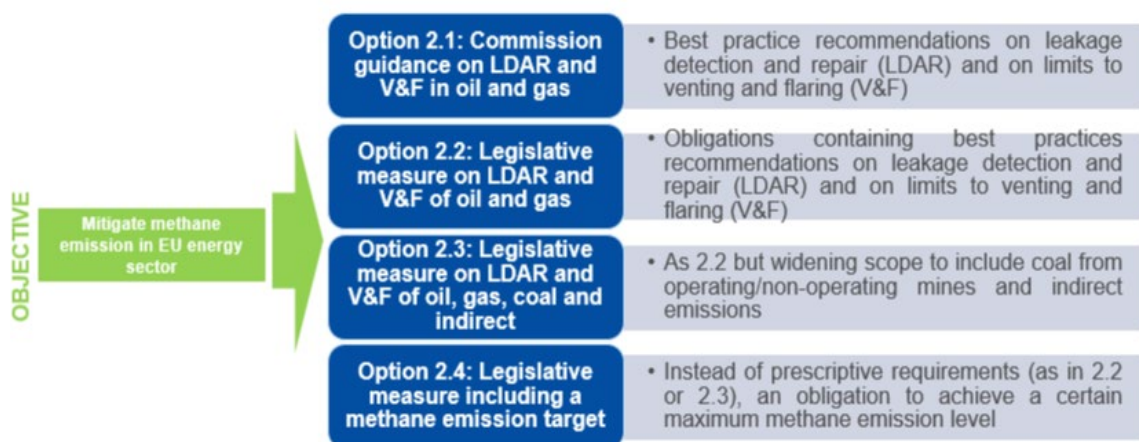 OBJECTIVE
Mitigate methane
emission in EU energy
sector
Option 2.1: Commission
guidance on LDAR and
V&F in oil and gas
• Best practice recommendations on leakage
detection and repair (LDAR) and on limits to
venting and flaring (V&F)
Option 2.2: Legislative
measure on LDAR and
V&F of oil and gas
• Obligations containing best practices
recommendations on leakage detection and
repair (LDAR) and on limits to venting and
flaring (V&F)
Option 2.3: Legislative
measure on LDAR and
V&F of oil, gas, coal and
indirect
• As 2.2 but widening scope to include coal from
operating/non-operating mines and indirect
emissions
Option 2.4: Legislative
measure including a
methane emission target
• Instead of prescriptive requirements (as in 2.2
or 2.3), an obligation to achieve a certain
maximum methane emission level